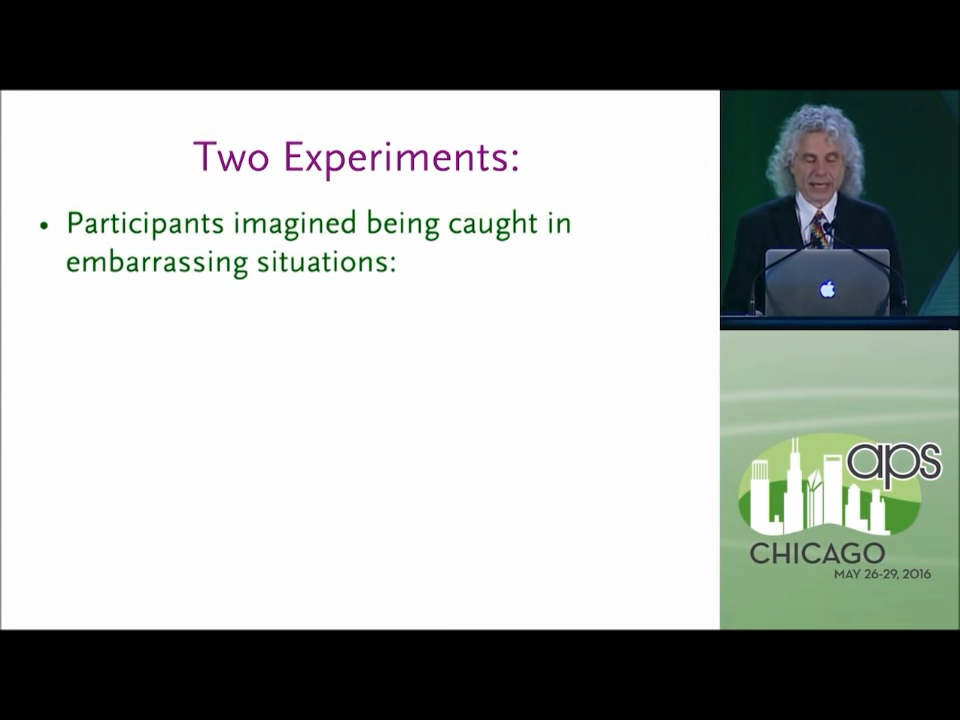 Two Experiments:
• Participants imagined being caught in
embarrassing situations:
aps
CHICAGO
MAY 26-29, 2016